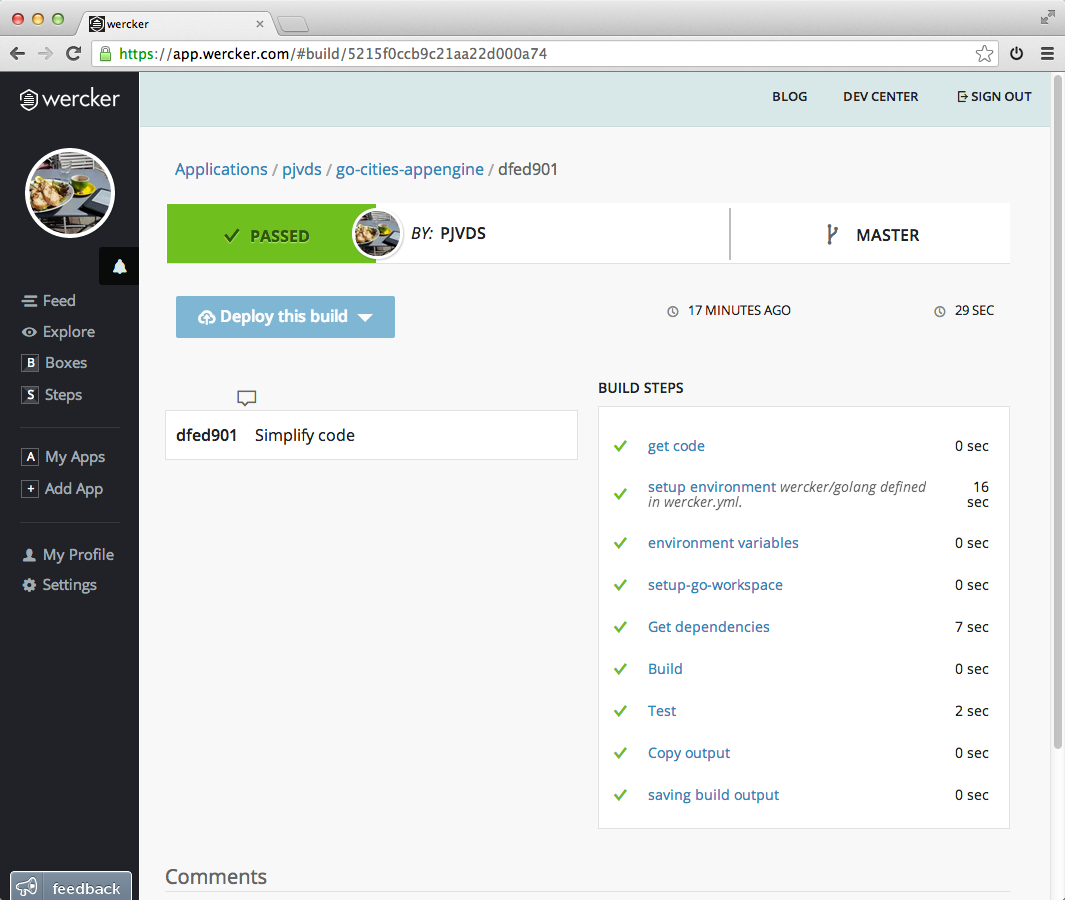 wercker
https://app.wercker.com/#build/5215f0ccb9c21aa22d000a74
wercker
BLOG
DEV CENTER
SIGN OUT
Feed
Explore
B Boxes
S Steps
A My Apps
+ Add App
My Profile
Settings
feedback
Applications / pjvds / go-cities-appengine / dfed901
PASSED
BY: PJVDS
MASTER
Deploy this build
17 MINUTES AGO
29 SEC
dfed901 Simplify code
BUILD STEPS
get code 0 sec
setup environment wercker/golang defined 16
in wercker.yml. sec
environment variables 0 sec
setup-go-workspace 0 sec
Get dependencies 7 sec
Build 0 sec
Test 2 sec
Copy output 0 sec
saving build output 0 sec
Comments